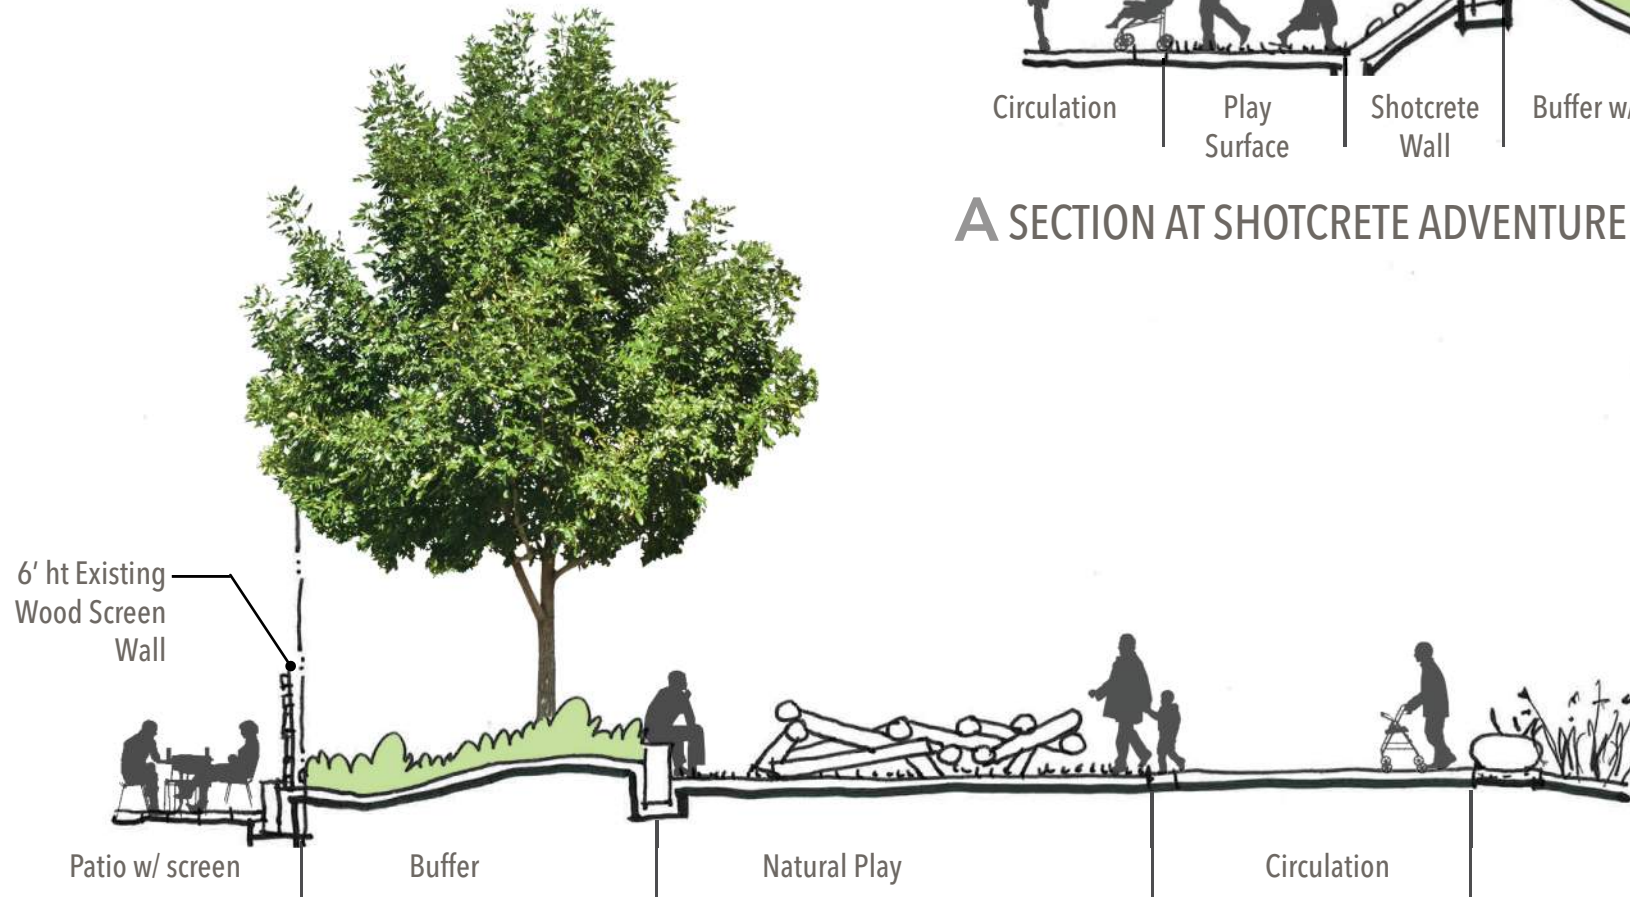 Circulation
Play
Surface
Shotcrete
Wall
Buffer w/
A SECTION AT SHOTCRETE ADVENTURE
6' ht Existing
Wood Screen
Wall
Patio w/ screen
Buffer
Natural Play
Circulation